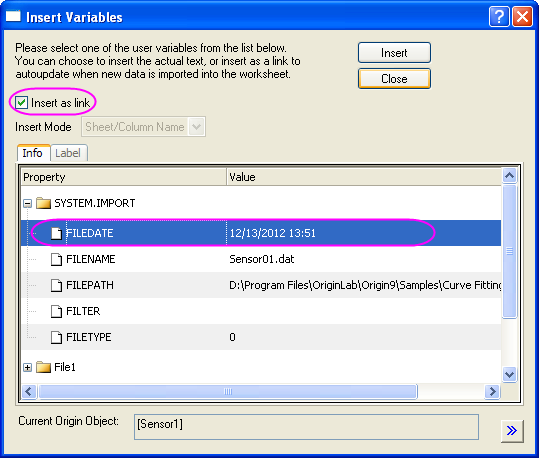 Insert Variables
Please select one of the user variables from the list below.
You can choose to insert the actual text, or insert as a link to
autoupdate when new data is imported into the worksheet.
Insert
Close
Insert as link
Insert Mode Sheet/Column Name
Info Label
Property Value
SYSTEM.IMPORT
FILEDATE 12/13/2012 13:51
FILENAME Sensor01.dat
FILEPATH D:\Program Files\OriginLab\Origin9\Samples\Curve Fitting
FILTER
FILETYPE 0
File1
Current Origin Object: [Sensor1]